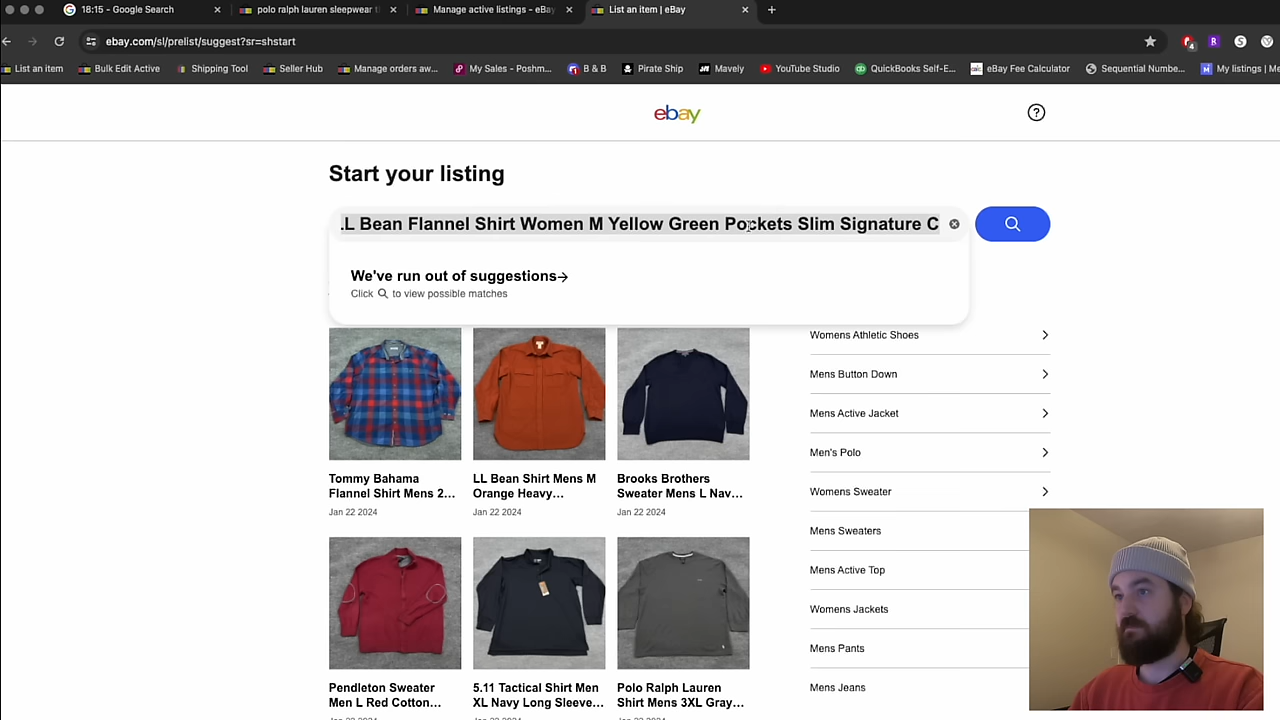 18:15 - Google Search
polo ralph lauren sleepwear
Manage active listings - eBay
List an item | eBay
ebay.com/sl/prelist/suggest?sr=shstart
4
R
S
List an item
Bulk Edit Active
Shipping Tool
Seller Hub
Manage orders aw...
My Sales - Poshm...
B & B
Pirate Ship
Mavely
YouTube Studio
QuickBooks Self-E...
eBay Fee Calculator
Sequential Numbe...
My listings | Me
ebay
Start your listing
.L Bean Flannel Shirt Women M Yellow Green Pockets Slim Signature C
We've run out of suggestions→
Click to view possible matches
Tommy Bahama
Flannel Shirt Mens 2...
Jan 22 2024
LL Bean Shirt Mens M
Orange Heavy...
Jan 22 2024
Brooks Brothers
Sweater Mens L Nav...
Jan 22 2024
Pendleton Sweater
Men L Red Cotton...
5.11 Tactical Shirt Men
XL Navy Long Sleeve...
Polo Ralph Lauren
Shirt Mens 3XL Gray...
Womens Athletic Shoes
Mens Button Down
Mens Active Jacket
Men's Polo
Womens Sweater
Mens Sweaters
Mens Active Top
Womens Jackets
Mens Pants
Mens Jeans